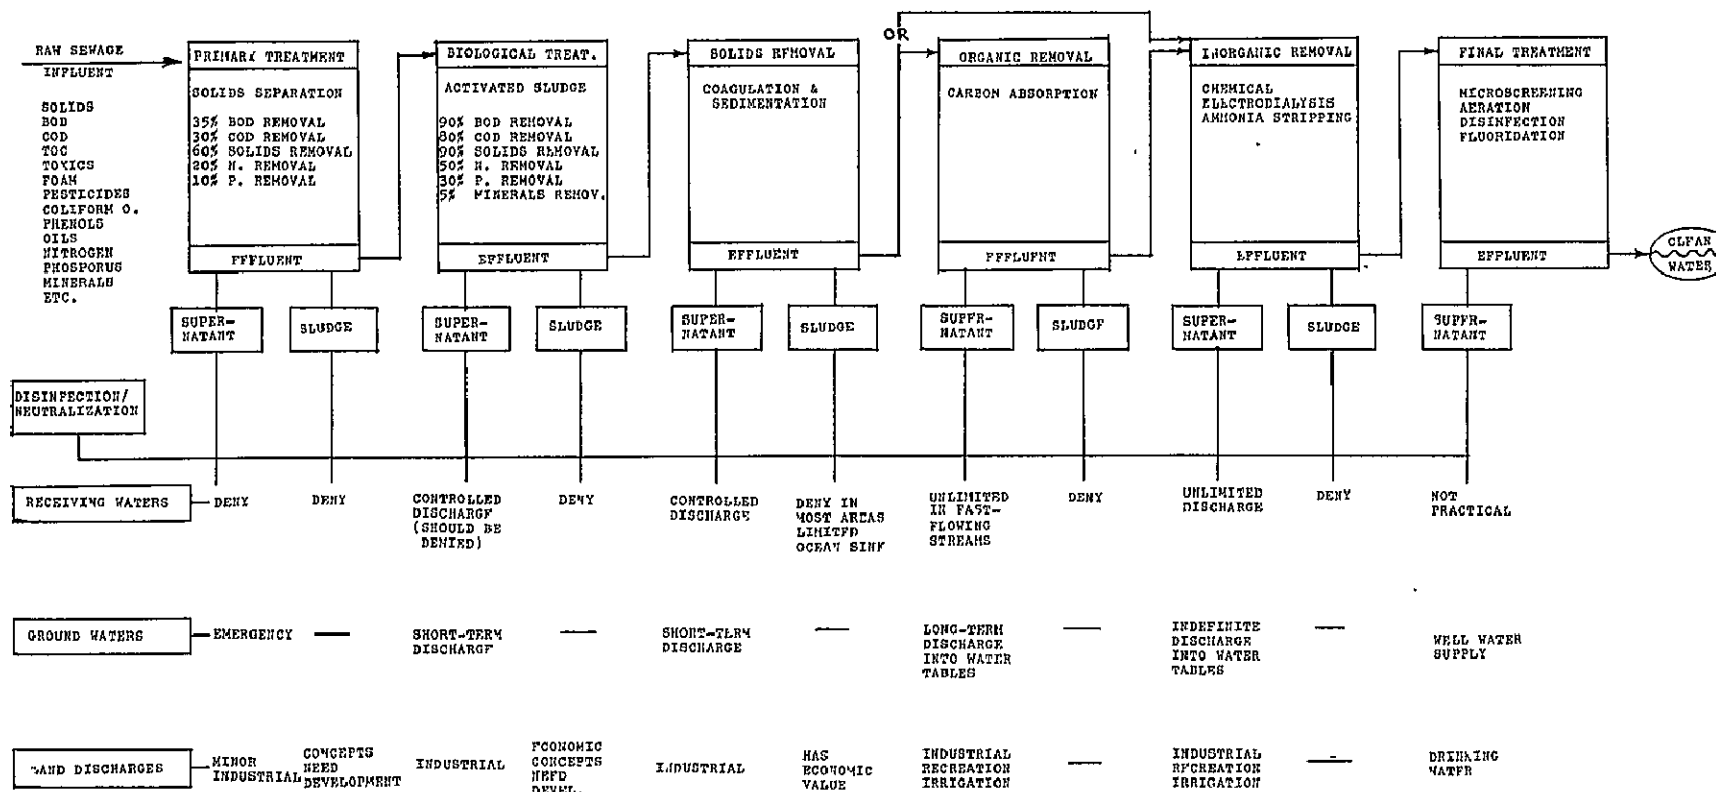 RAW SEWAGE
INFLUENT
SOLIDS
BOD
COD
TOC
TOXICS
FOAM
PESTICIDES
COLIFORM O.
PHENOLS
OILS
NITROGEN
PHOSPORUS
MINERALS
ETC.
PRIMARY TREATMENT
SOLIDS SEPARATION
35% BOD REMOVAL
30% COD REMOVAL
60% SOLIDS REMOVAL
20% N. REMOVAL
10% P. REMOVAL
EFFLUENT
BIOLOGICAL TREAT.
ACTIVATED SLUDGE
90% BOD REMOVAL
80% COD REMOVAL
90% SOLIDS REMOVAL
50% N. REMOVAL
30% P. REMOVAL
5% MINERALS REMOV.
EFFLUENT
SOLIDS REMOVAL
COAGULATION &
SEDIMENTATION
EFFLUENT
OR
ORGANIC REMOVAL
CARBON ABSORPTION
EFFLUENT
INORGANIC REMOVAL
CHEMICAL
ELECTRODIALYSIS
AMMONIA STRIPPING
EFFLUENT
FINAL TREATMENT
MICROSCREENING
AERATION
DISINFECTION
FLUORIDATION
EFFLUENT
CLEAN
WATER
SUPER-
NATANT
SLUDGE
SUPER-
NATANT
SLUDGE
SUPER-
NATANT
SLUDGE
SUPER-
NATANT
SLUDGE
SUPER-
NATANT
SLUDGE
SUPER-
NATANT
DISINFECTION/
NEUTRALIZATION
RECEIVING WATERS
DENY
DENY
CONTROLLED
DISCHARGE
(SHOULD BE
DENIED)
DENY
CONTROLLED
DISCHARGE
DENY IN
MOST AREAS
LIMITED
OCEAN SINK
UNLIMITED
IN FAST-
FLOWING
STREAMS
DENY
UNLIMITED
DISCHARGE
DENY
NOT
PRACTICAL
GROUND WATERS
EMERGENCY
—
SHORT-TERM
DISCHARGE
—
SHORT-TERM
DISCHARGE
—
LONG-TERM
DISCHARGE
INTO WATER
TABLES
—
INDEFINITE
DISCHARGE
INTO WATER
TABLES
—
WELL WATER
SUPPLY
LAND DISCHARGES
MINOR
INDUSTRIAL
CONCEPTS
NEED
DEVELOPMENT
INDUSTRIAL
ECONOMIC
CONCEPTS
NEED
DEVEL.
INDUSTRIAL
HAS
ECONOMIC
VALUE
INDUSTRIAL
RECREATION
IRRIGATION
—
INDUSTRIAL
RECREATION
IRRIGATION
—
DRINKING
WATER